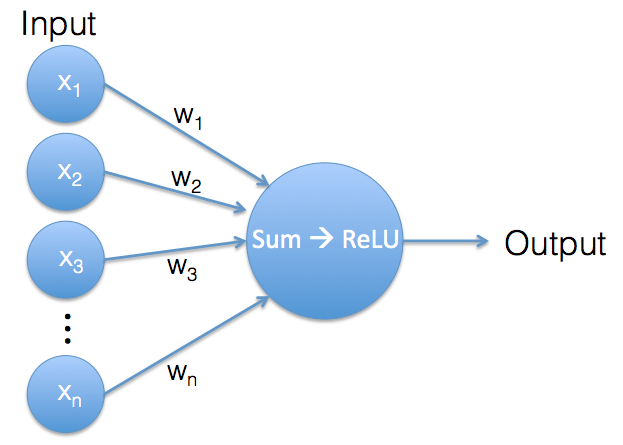 Input
x1
w1
x2
w2
x3
w3
Sum → ReLU
Output
⋮
xn
wn